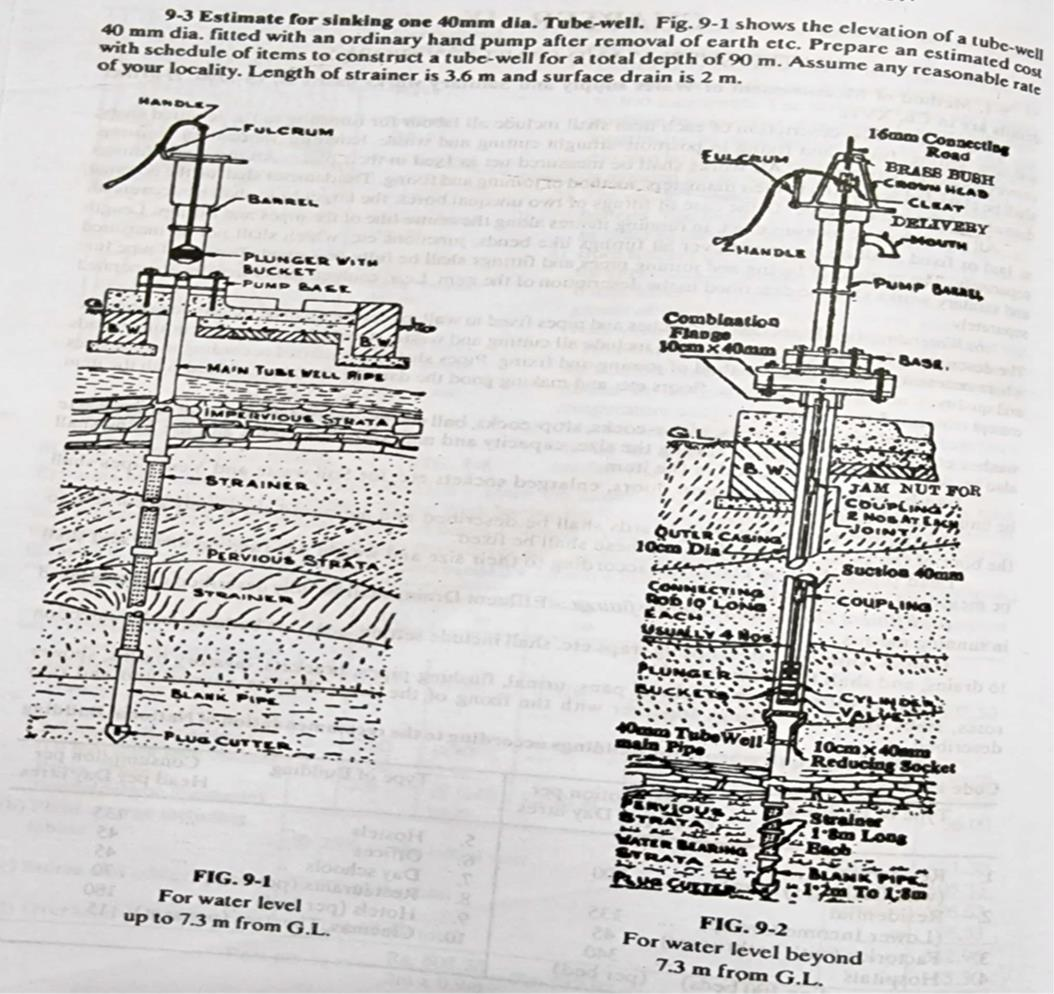 9-3 Estimate for sinking one 40mm dia. Tube-well. Fig. 9-1 shows the elevation of a tube-well
40 mm dia. fitted with an ordinary hand pump after removal of earth etc. Prepare an estimated cost
with schedule of items to construct a tube-well for a total depth of 90 m. Assume any reasonable rate
of your locality. Length of strainer is 3.6 m and surface drain is 2 m.
HANDLE
FULCRUM
BARREL
PLUNGER WITH
BUCKET
PUMP BASE
B.W.
B.W.
MAIN TUBE WELL PIPE
IMPERVIOUS STRATA
STRAINER
PERVIOUS STRATA
STRAINER
BLANK PIPE
PLUG CUTTER
FIG. 9-1
For water level
up to 7.3 m from G.L.
16mm Connecting
Road
FULCRUM
BRASS BUSH
CROWN HEAD
CLEAT
DELIVERY
MOUTH
HANDLE
PUMP BARREL
Combination
Flange
10cm × 40mm
BASE.
G.L.
B.W.
JAM NUT FOR
COUPLING
2 NOS AT EACH
JOINT
OUTER CASING
10cm Dia
Suction 40mm
CONNECTING
ROD 10' LONG
EACH
USUALLY 4 NOS
COUPLING
PLUNGER
BUCKETS
CYLINDER
VALVE
40mm TubeWell
main Pipe
10cm × 40mm
Reducing Socket
PERVIOUS
STRATA
WATER BEARING
STRATA
PLUG CUTTER
Strainer
1·8m Long
Each
BLANK PIPE
1·2m To 1·8m
FIG. 9-2
For water level beyond
7.3 m from G.L.